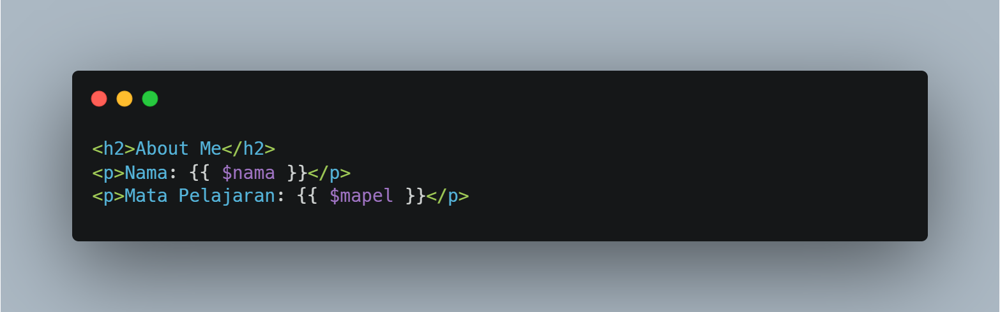 <h2>About Me</h2>
<p>Nama: {{ $nama }}</p>
<p>Mata Pelajaran: {{ $mapel }}</p>